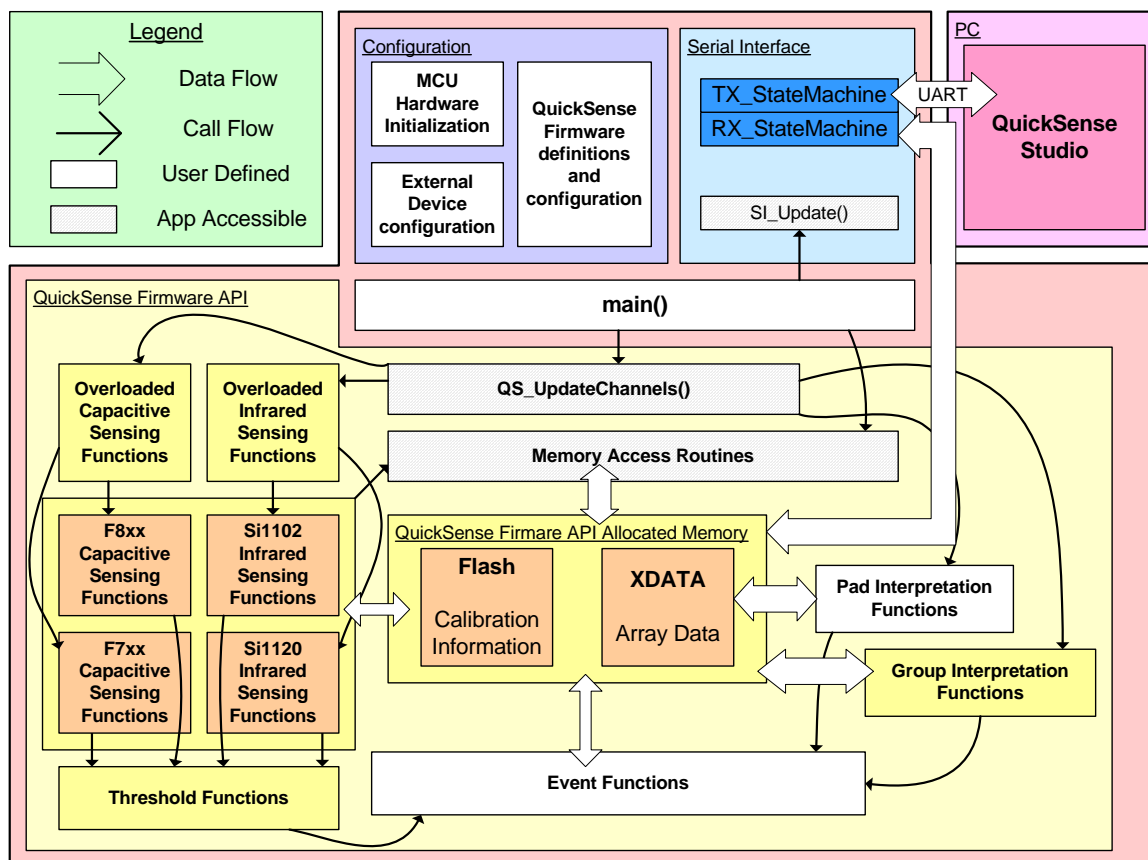 Legend
Data Flow
Call Flow
User Defined
App Accessible
Configuration
MCU
Hardware
Initialization
External
Device
configuration
QuickSense
Firmware
definitions
and
configuration
Serial Interface
TX_StateMachine
RX_StateMachine
SI_Update()
UART
PC
QuickSense
Studio
main()
QuickSense Firmware API
Overloaded
Capacitive
Sensing
Functions
Overloaded
Infrared
Sensing
Functions
QS_UpdateChannels()
Memory Access Routines
F8xx
Capacitive
Sensing
Functions
Si1102
Infrared
Sensing
Functions
F7xx
Capacitive
Sensing
Functions
Si1120
Infrared
Sensing
Functions
QuickSense Firmare API Allocated Memory
Flash
Calibration
Information
XDATA
Array Data
Pad Interpretation
Functions
Group Interpretation
Functions
Threshold Functions
Event Functions